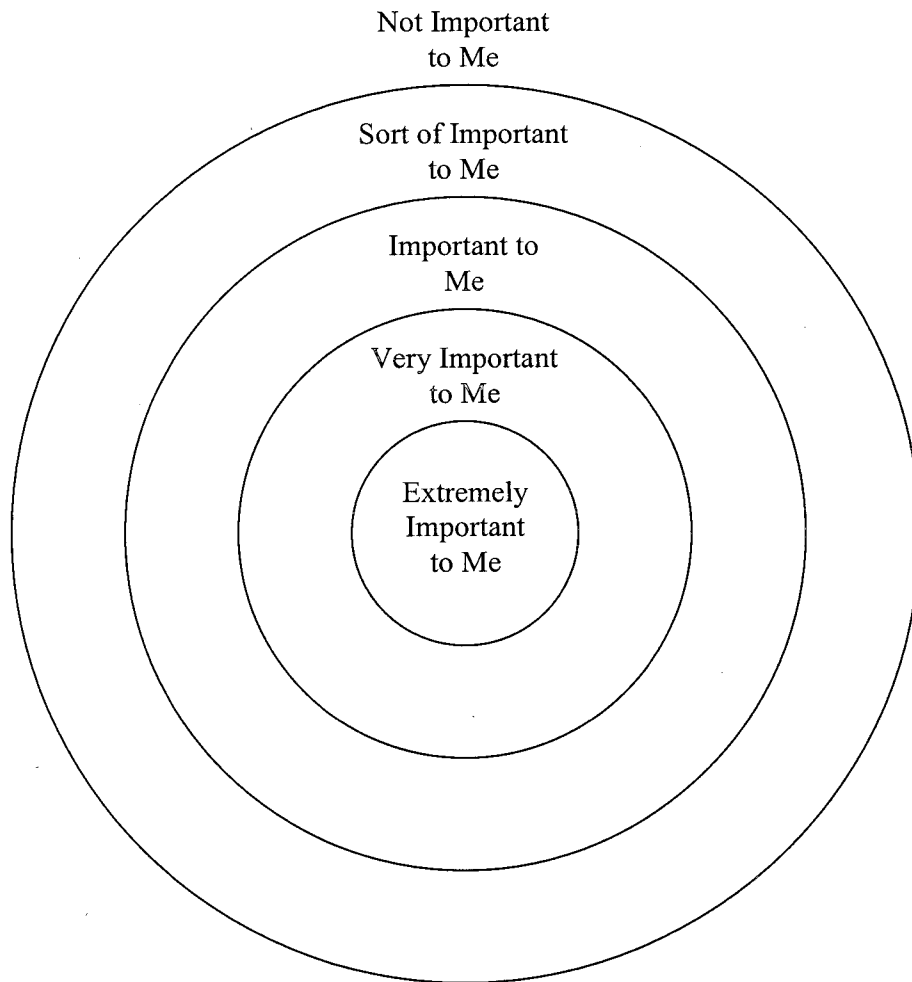 Not Important
to Me
Sort of Important
to Me
Important to
Me
Very Important
to Me
Extremely
Important
to Me